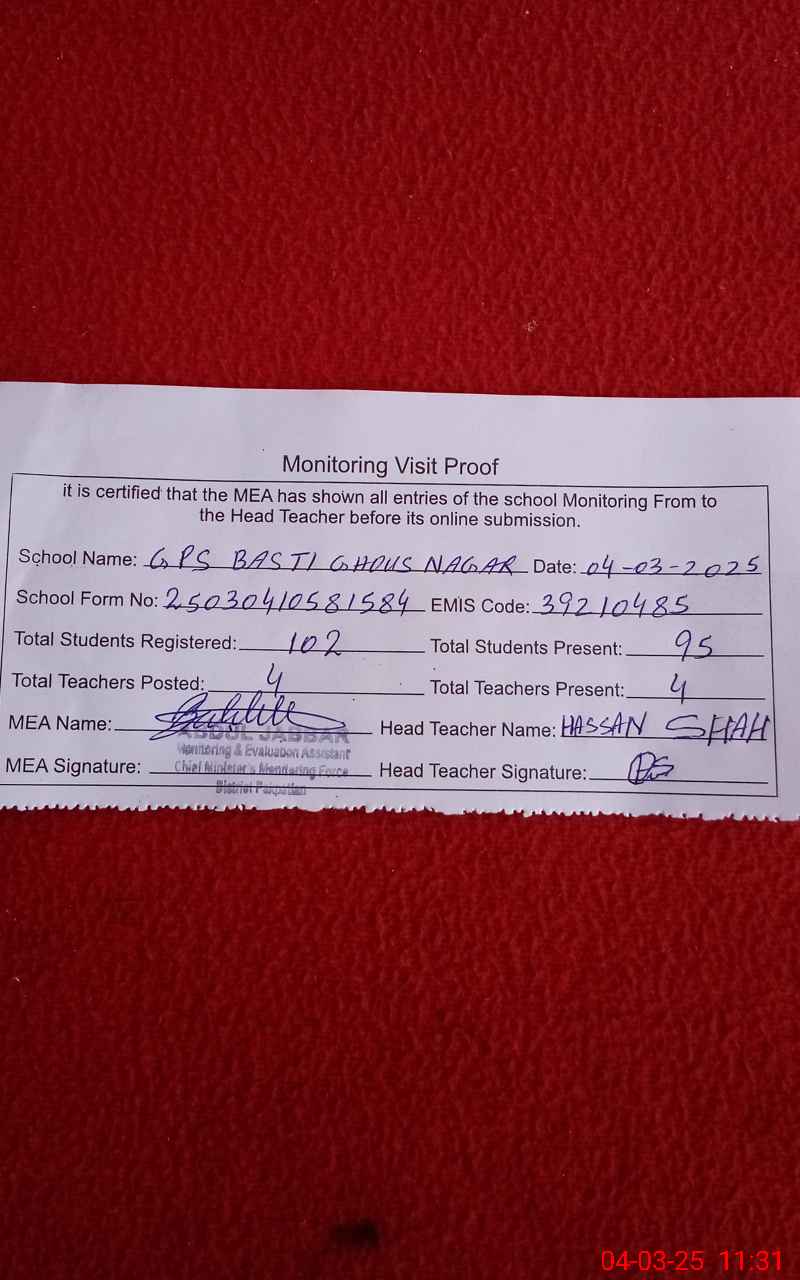 Monitoring Visit Proof
it is certified that the MEA has shown all entries of the school Monitoring From to
the Head Teacher before its online submission.
School Name: GPS BASTI GHOUS NAGAR Date: 04-03-2025
School Form No: 25030410581584 EMIS Code: 39210485
Total Students Registered: 102 Total Students Present: 95
Total Teachers Posted: 4 Total Teachers Present: 4
MEA Name: Head Teacher Name: HASSAN SHAH
ABDUL JABBAR
Monitoring & Evaluation Assistant
MEA Signature: Chief Minister's Monitoring Force Head Teacher Signature:
District Pakpattan
04-03-25 11:31